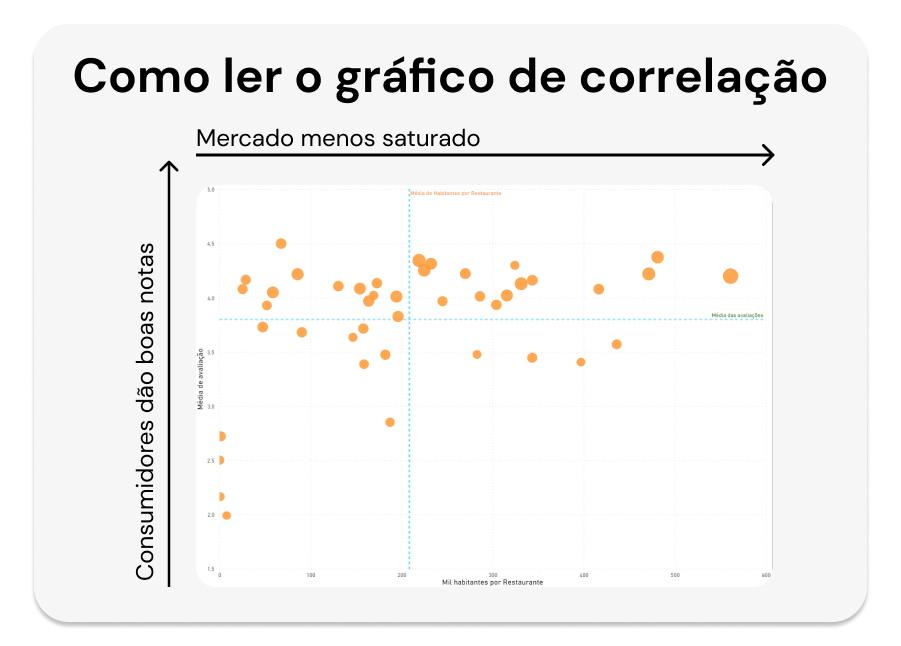 Como ler o gráfico de correlação
Mercado menos saturado
Consumidores dão boas notas
Média de Habitantes por Restaurante
Média das avaliações
Média de avaliação
5.0
4.5
4.0
3.5
3.0
2.5
2.0
1.5
0 100 200 300 400 500 600
Mil habitantes por Restaurante